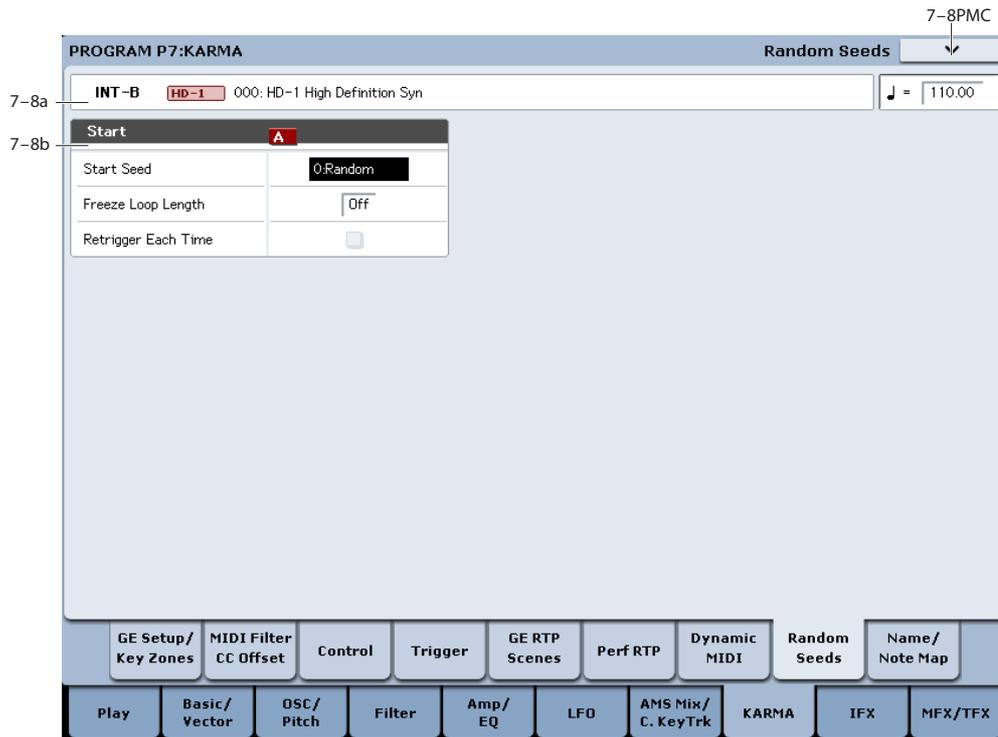 7–8PMC
PROGRAM P7:KARMA
Random Seeds
7–8a
INT–B HD–1 000: HD–1 High Definition Syn
♩ = 110.00
7–8b
Start A
Start Seed 0:Random
Freeze Loop Length Off
Retrigger Each Time
GE Setup/
Key Zones
MIDI Filter
CC Offset
Control
Trigger
GE RTP
Scenes
Perf RTP
Dynamic
MIDI
Random
Seeds
Name/
Note Map
Play
Basic/
Vector
OSC/
Pitch
Filter
Amp/
EQ
LFO
AMS Mix/
C. KeyTrk
KARMA
IFX
MFX/TFX